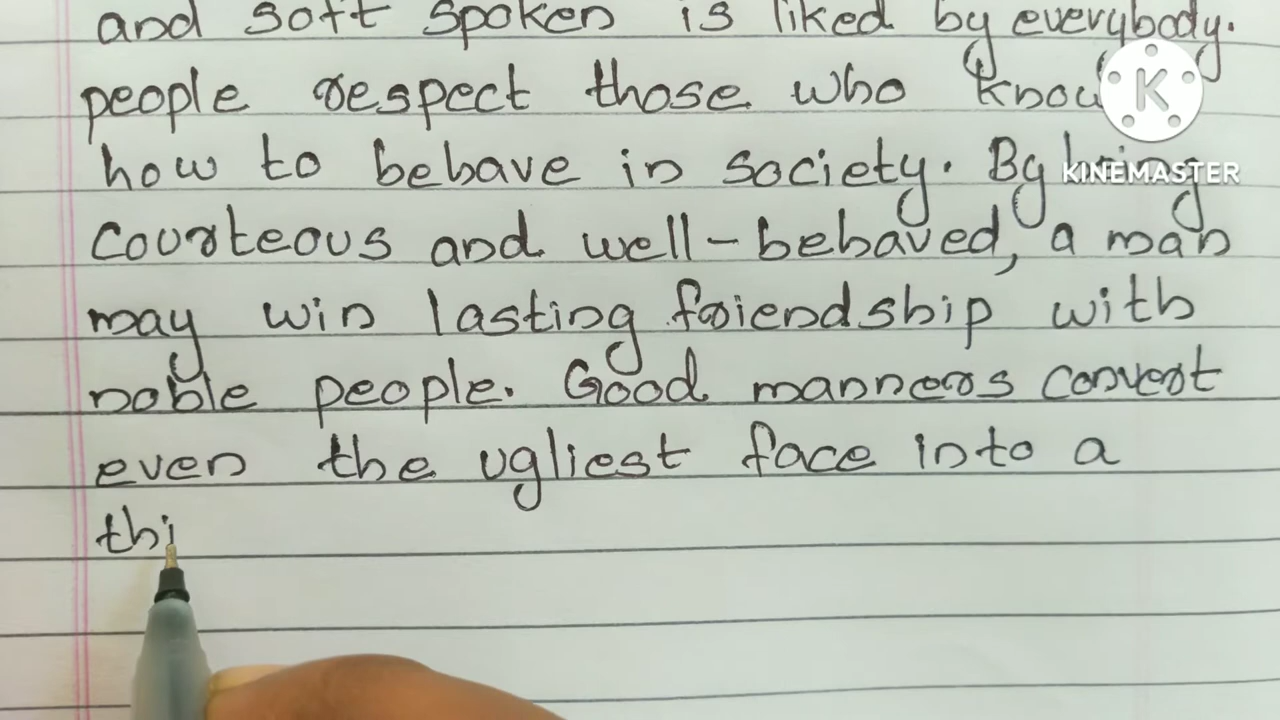 and soft spoken is liked by everybody.
people respect those who know
how to behave in society. By being
courteous and well-behaved, a man
may win lasting friendship with
noble people. Good manners convert
even the ugliest face into a
thi
K
KINEMASTER